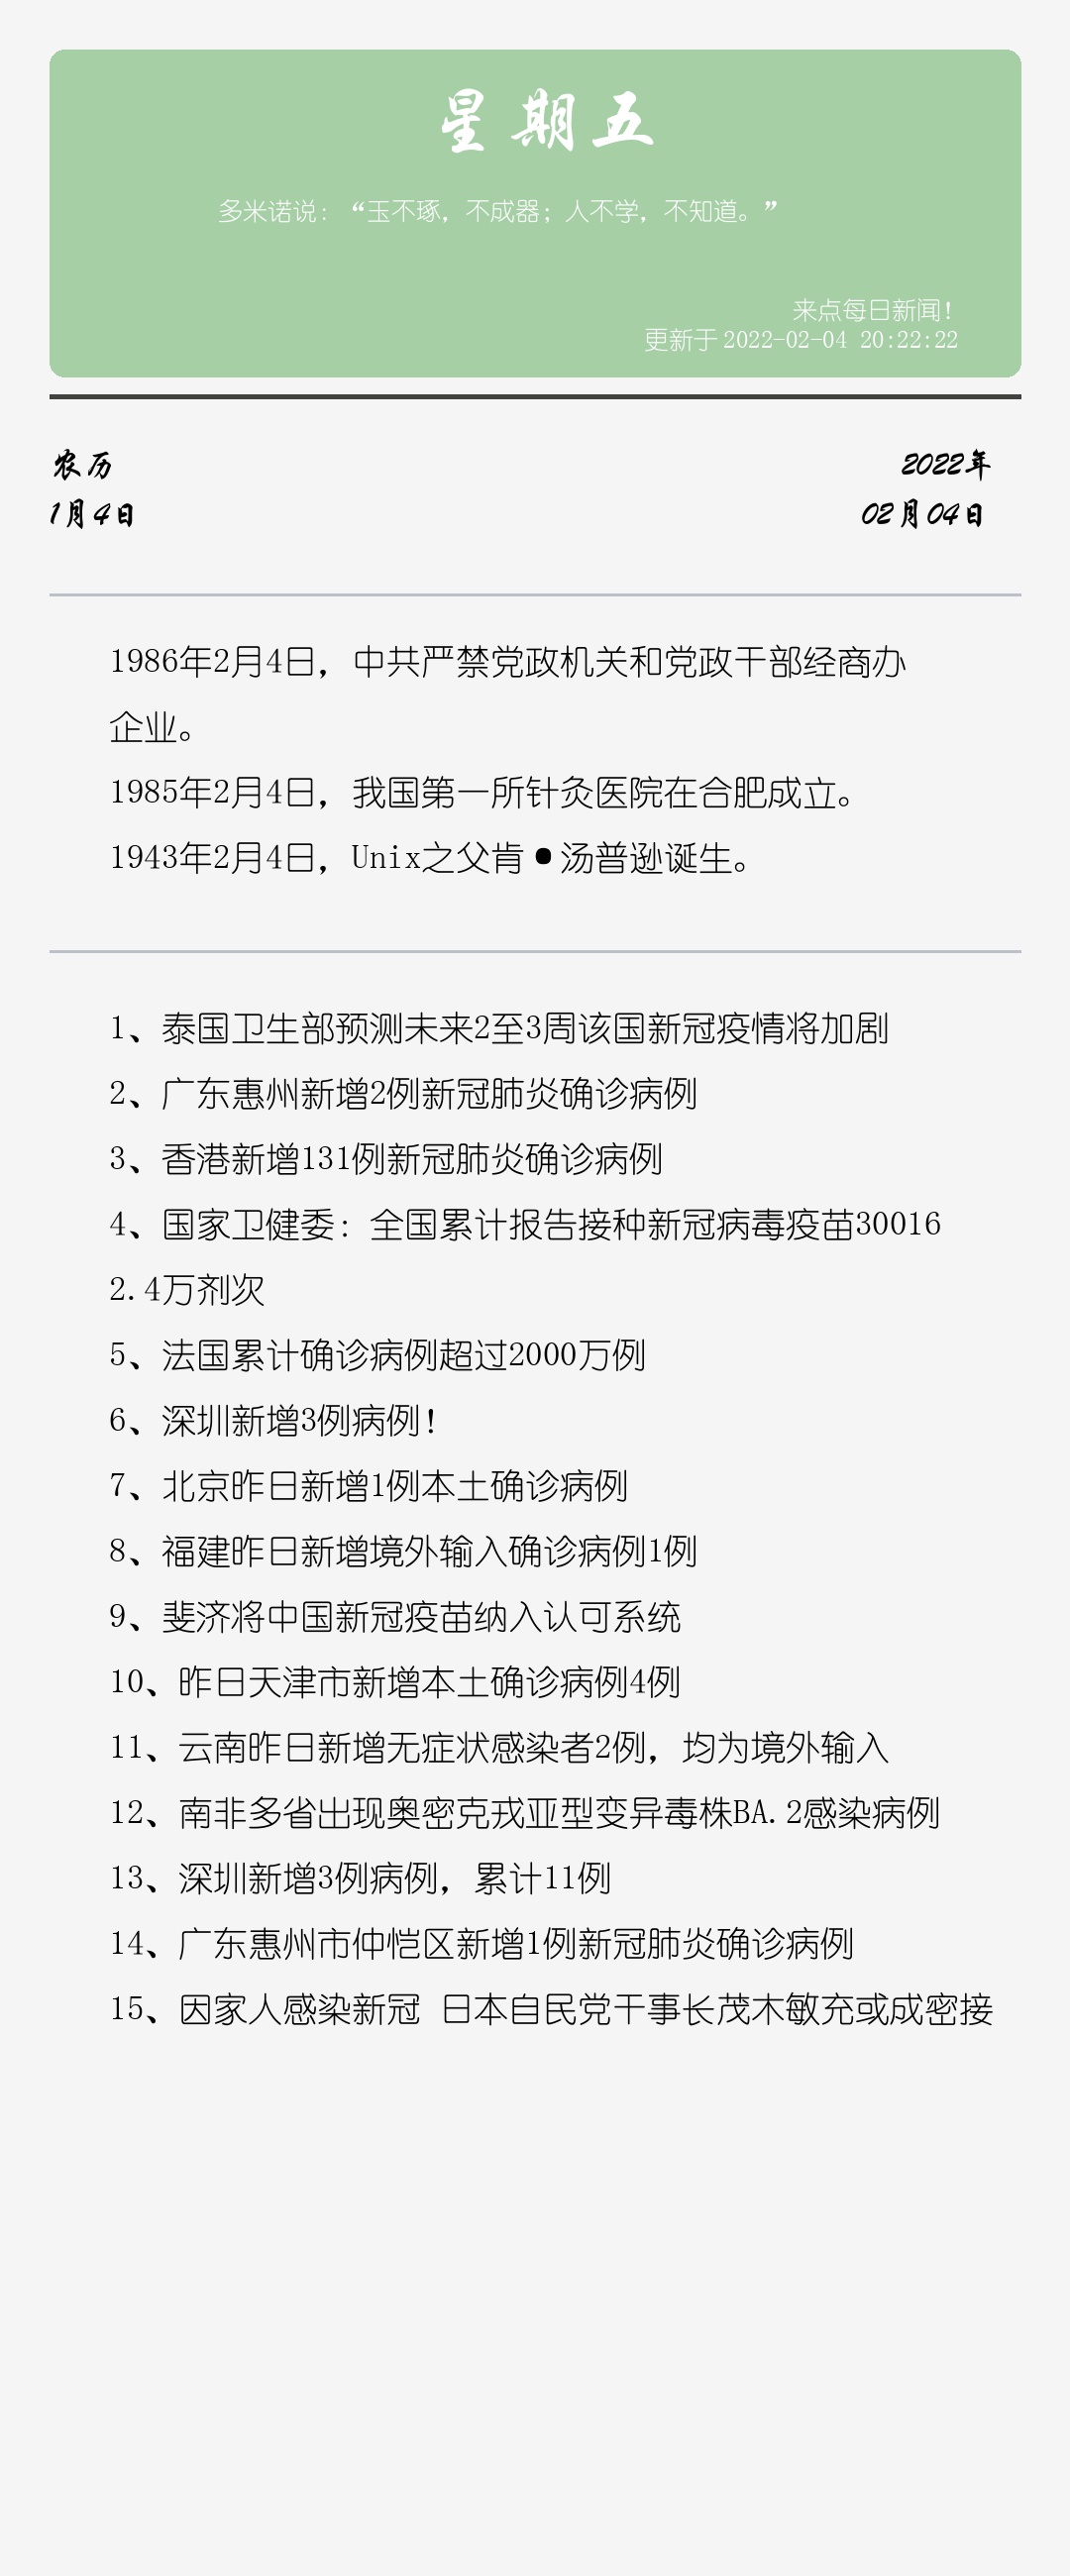 星期五
多米诺说：“玉不琢，不成器；人不学，不知道。”
来点每日新闻！
更新于 2022-02-04 20:22:22
农历
2022年
1月4日
02月04日
1986年2月4日，中共严禁党政机关和党政干部经商办
企业。
1985年2月4日，我国第一所针灸医院在合肥成立。
1943年2月4日，Unix之父肯●汤普逊诞生。
1、泰国卫生部预测未来2至3周该国新冠疫情将加剧
2、广东惠州新增2例新冠肺炎确诊病例
3、香港新增131例新冠肺炎确诊病例
4、国家卫健委：全国累计报告接种新冠病毒疫苗30016
2.4万剂次
5、法国累计确诊病例超过2000万例
6、深圳新增3例病例！
7、北京昨日新增1例本土确诊病例
8、福建昨日新增境外输入确诊病例1例
9、斐济将中国新冠疫苗纳入认可系统
10、昨日天津市新增本土确诊病例4例
11、云南昨日新增无症状感染者2例，均为境外输入
12、南非多省出现奥密克戎亚型变异毒株BA.2感染病例
13、深圳新增3例病例，累计11例
14、广东惠州市仲恺区新增1例新冠肺炎确诊病例
15、因家人感染新冠 日本自民党干事长茂木敏充或成密接